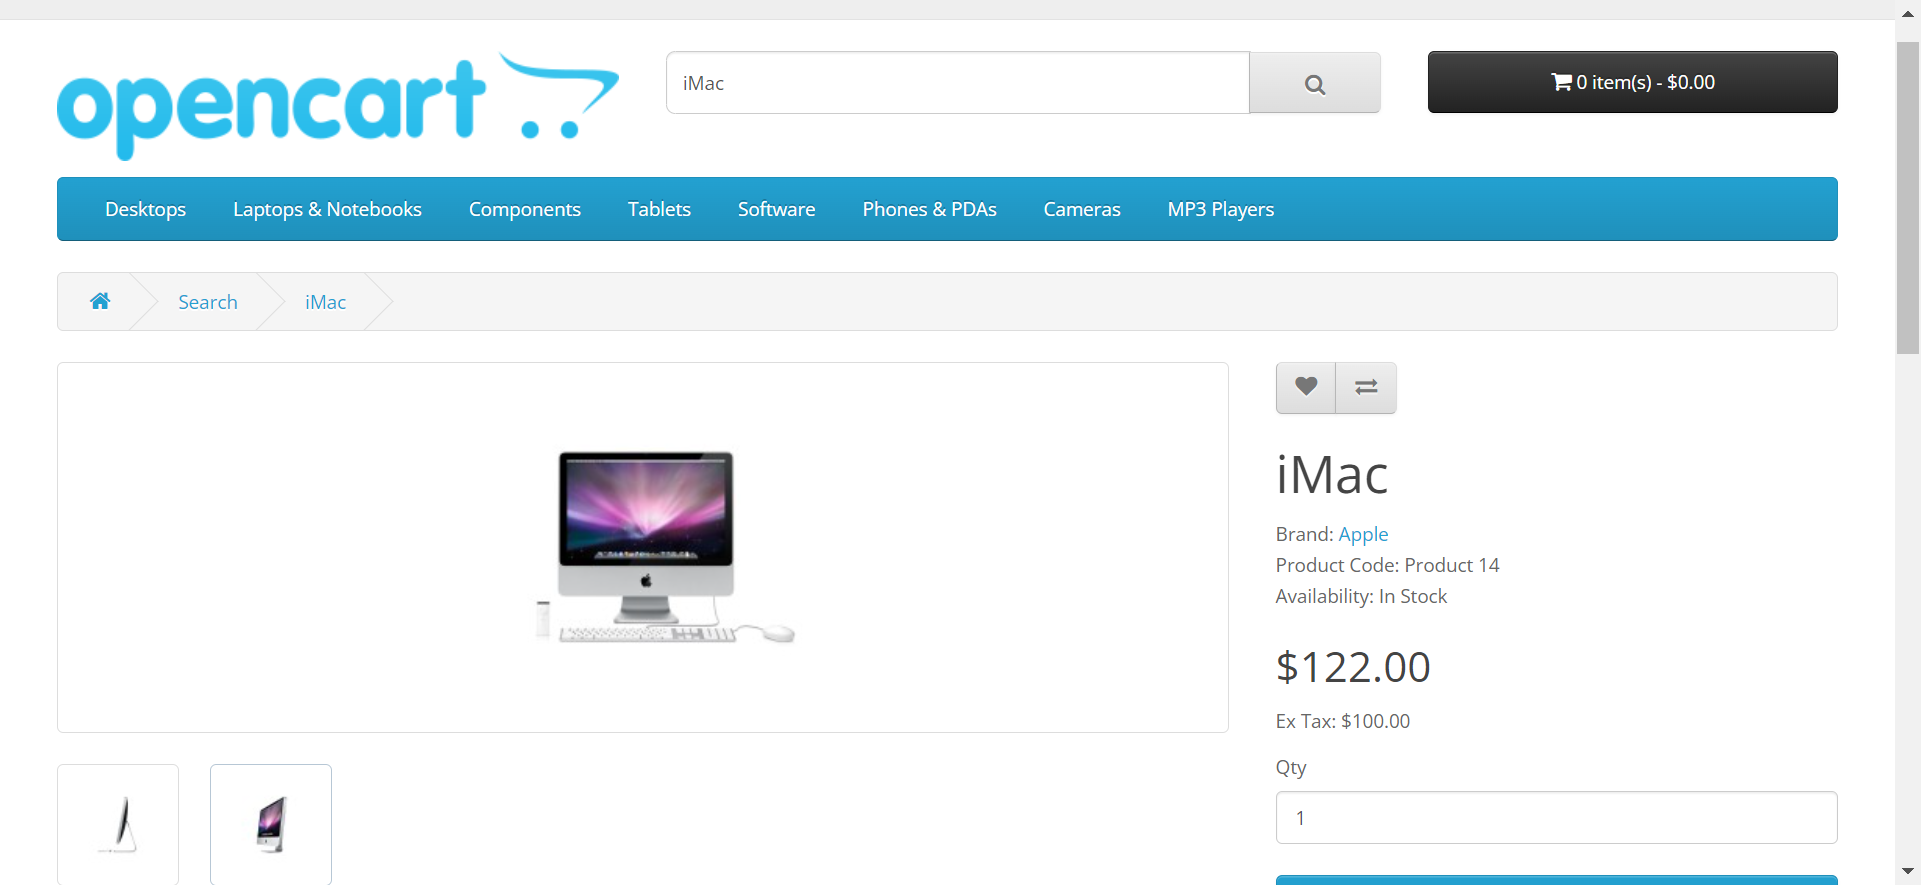 opencart
iMac
0 item(s) - $0.00
Desktops Laptops & Notebooks Components Tablets Software Phones & PDAs Cameras MP3 Players
Search iMac
iMac
Brand: Apple
Product Code: Product 14
Availability: In Stock
$122.00
Ex Tax: $100.00
Qty
1